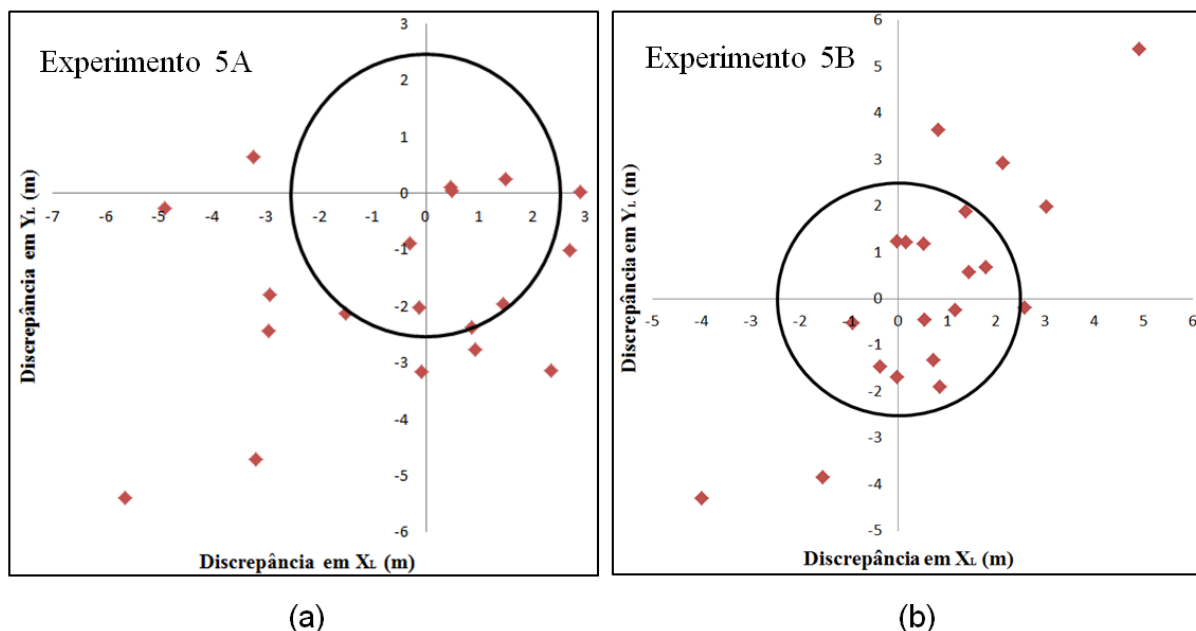 Experimento 5A
3
2
1
0
-7 -6 -5 -4 -3 -2 -1 0 1 2 3
-1
-2
-3
-4
-5
-6
Discrepância em YL (m)
Discrepância em XL (m)
(a)
Experimento 5B
6
5
4
3
2
1
0
-5 -4 -3 -2 -1 0 1 2 3 4 5 6
-1
-2
-3
-4
-5
Discrepância em YL (m)
Discrepância em XL (m)
(b)